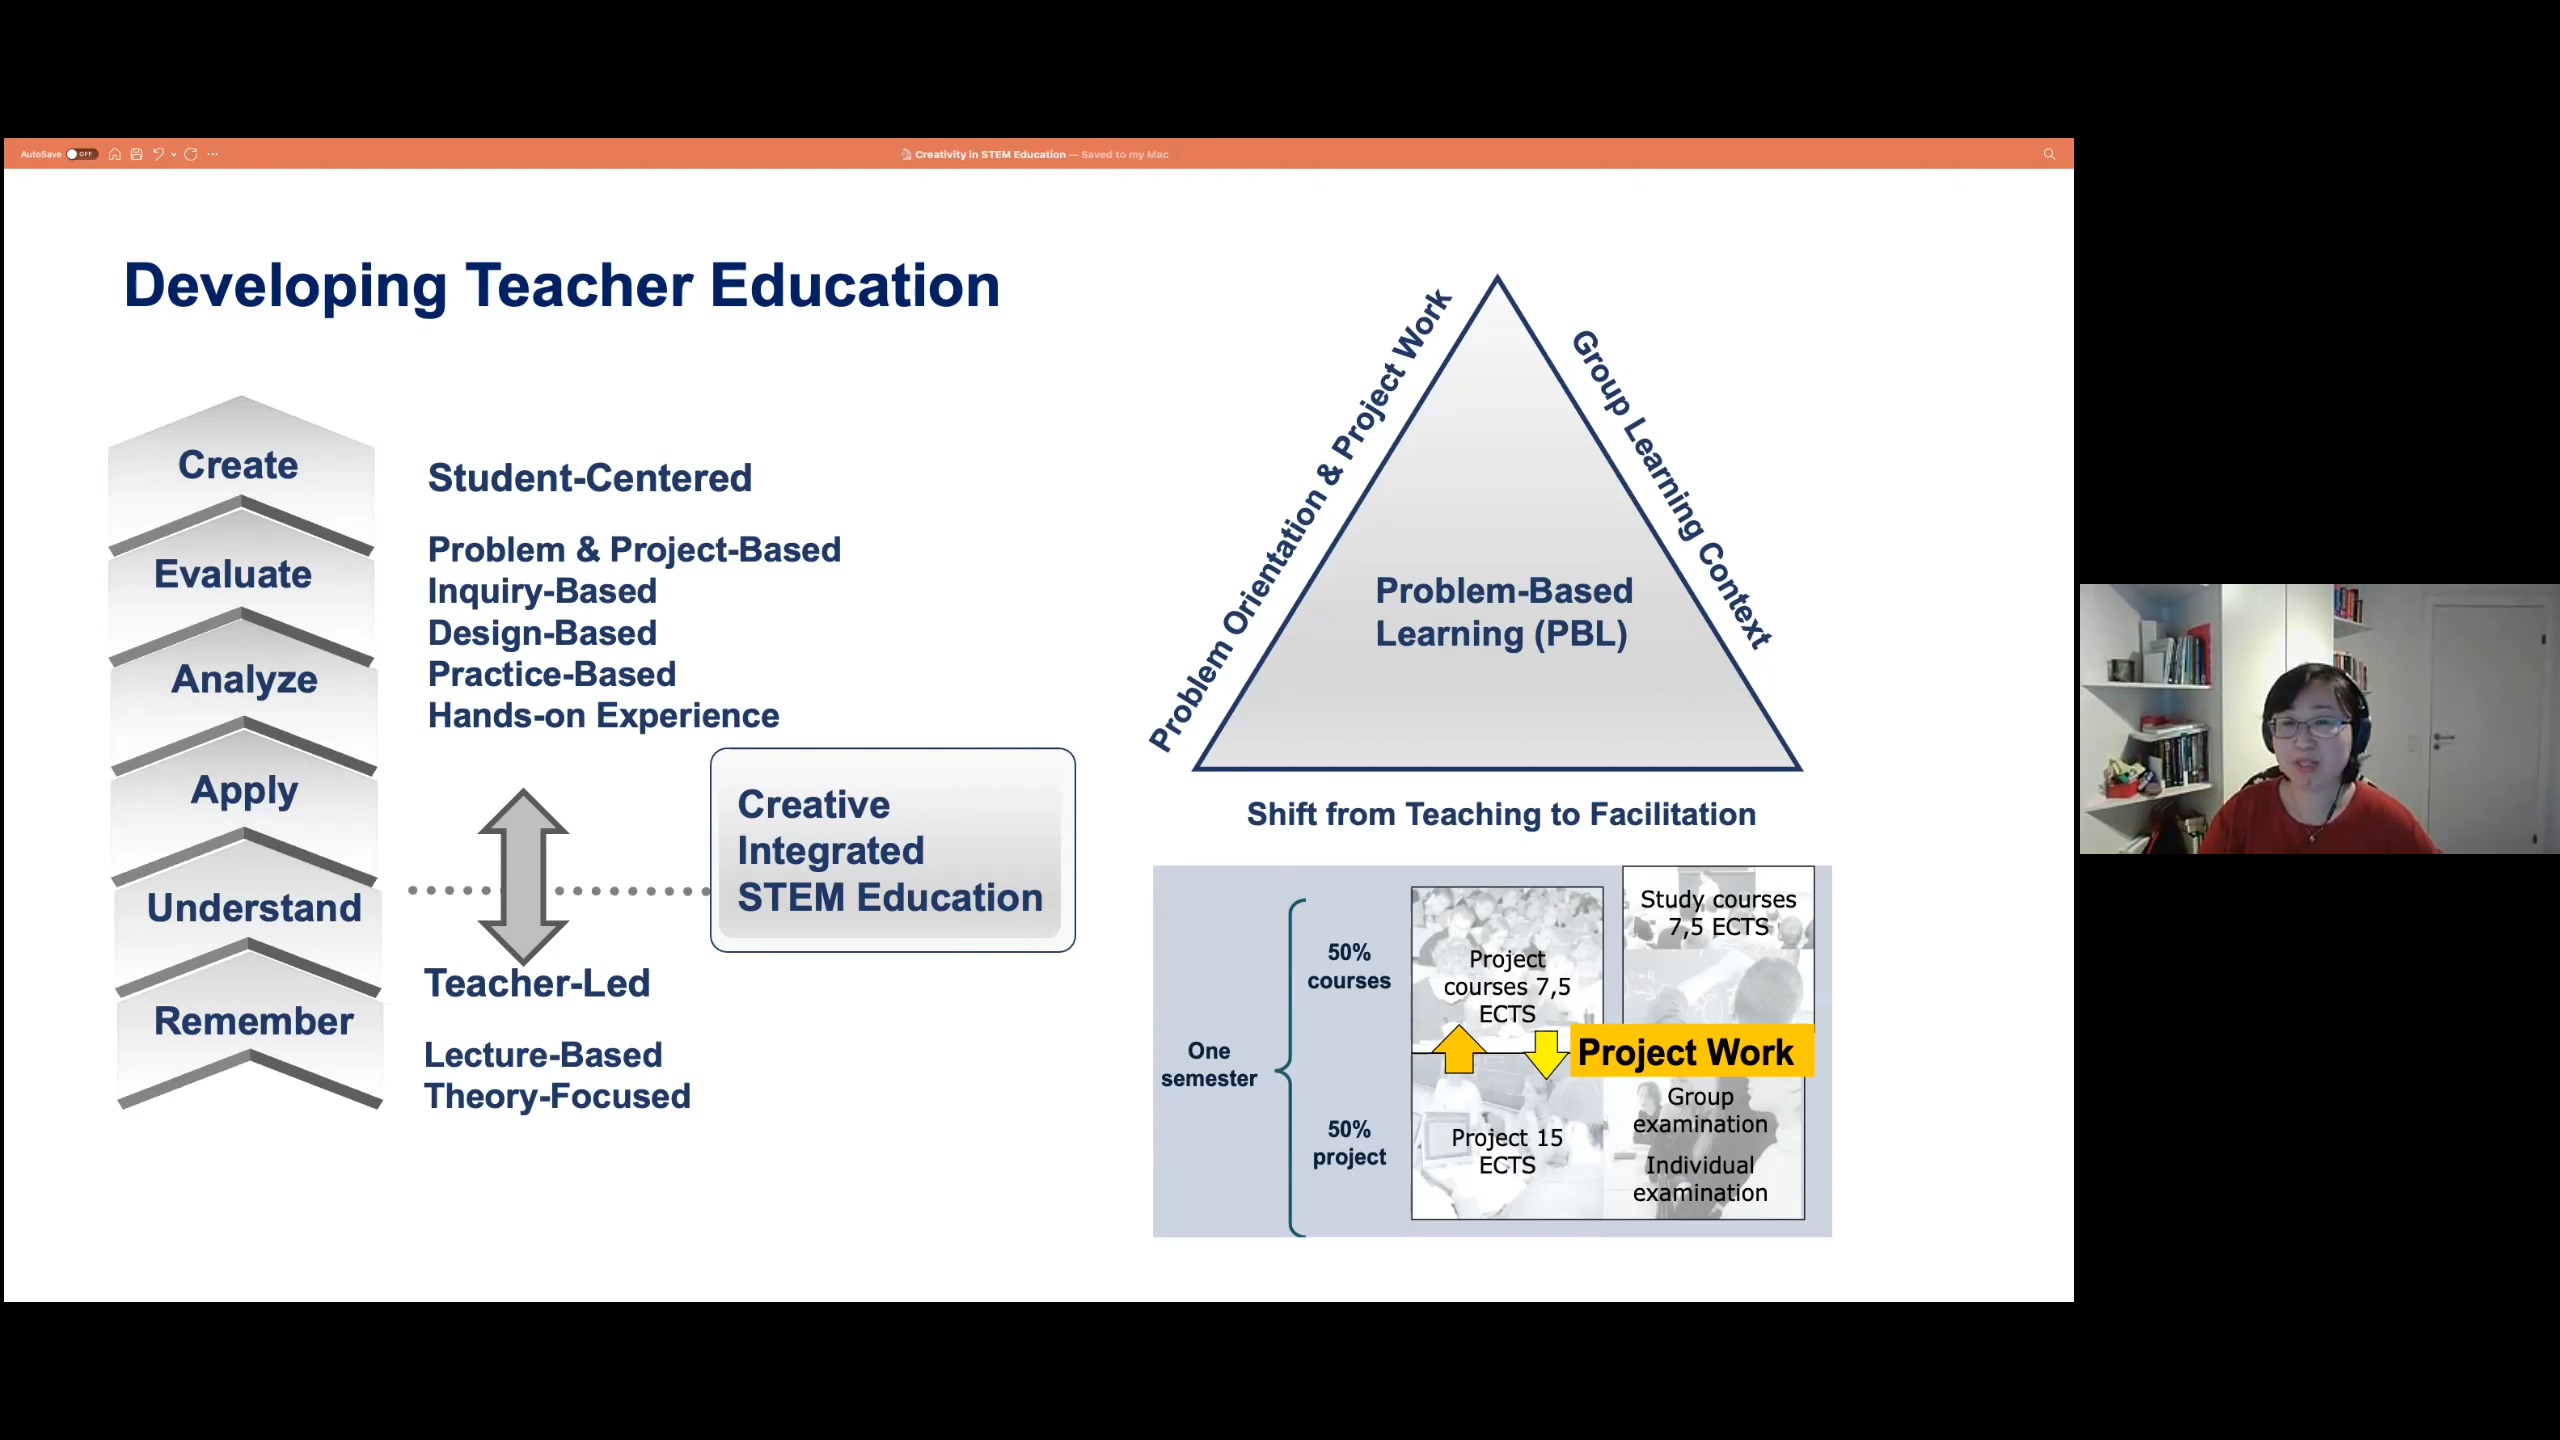 AutoSave OFF
Creativity in STEM Education — Saved to my Mac
Developing Teacher Education
Create
Evaluate
Analyze
Apply
Understand
Remember
Student-Centered
Problem & Project-Based
Inquiry-Based
Design-Based
Practice-Based
Hands-on Experience
Creative
Integrated
STEM Education
Teacher-Led
Lecture-Based
Theory-Focused
Problem Orientation & Project Work
Group Learning Context
Problem-Based
Learning (PBL)
Shift from Teaching to Facilitation
One
semester
50%
courses
50%
project
Project
courses 7,5
ECTS
Study courses
7,5 ECTS
Project Work
Project 15
ECTS
Group
examination
Individual
examination